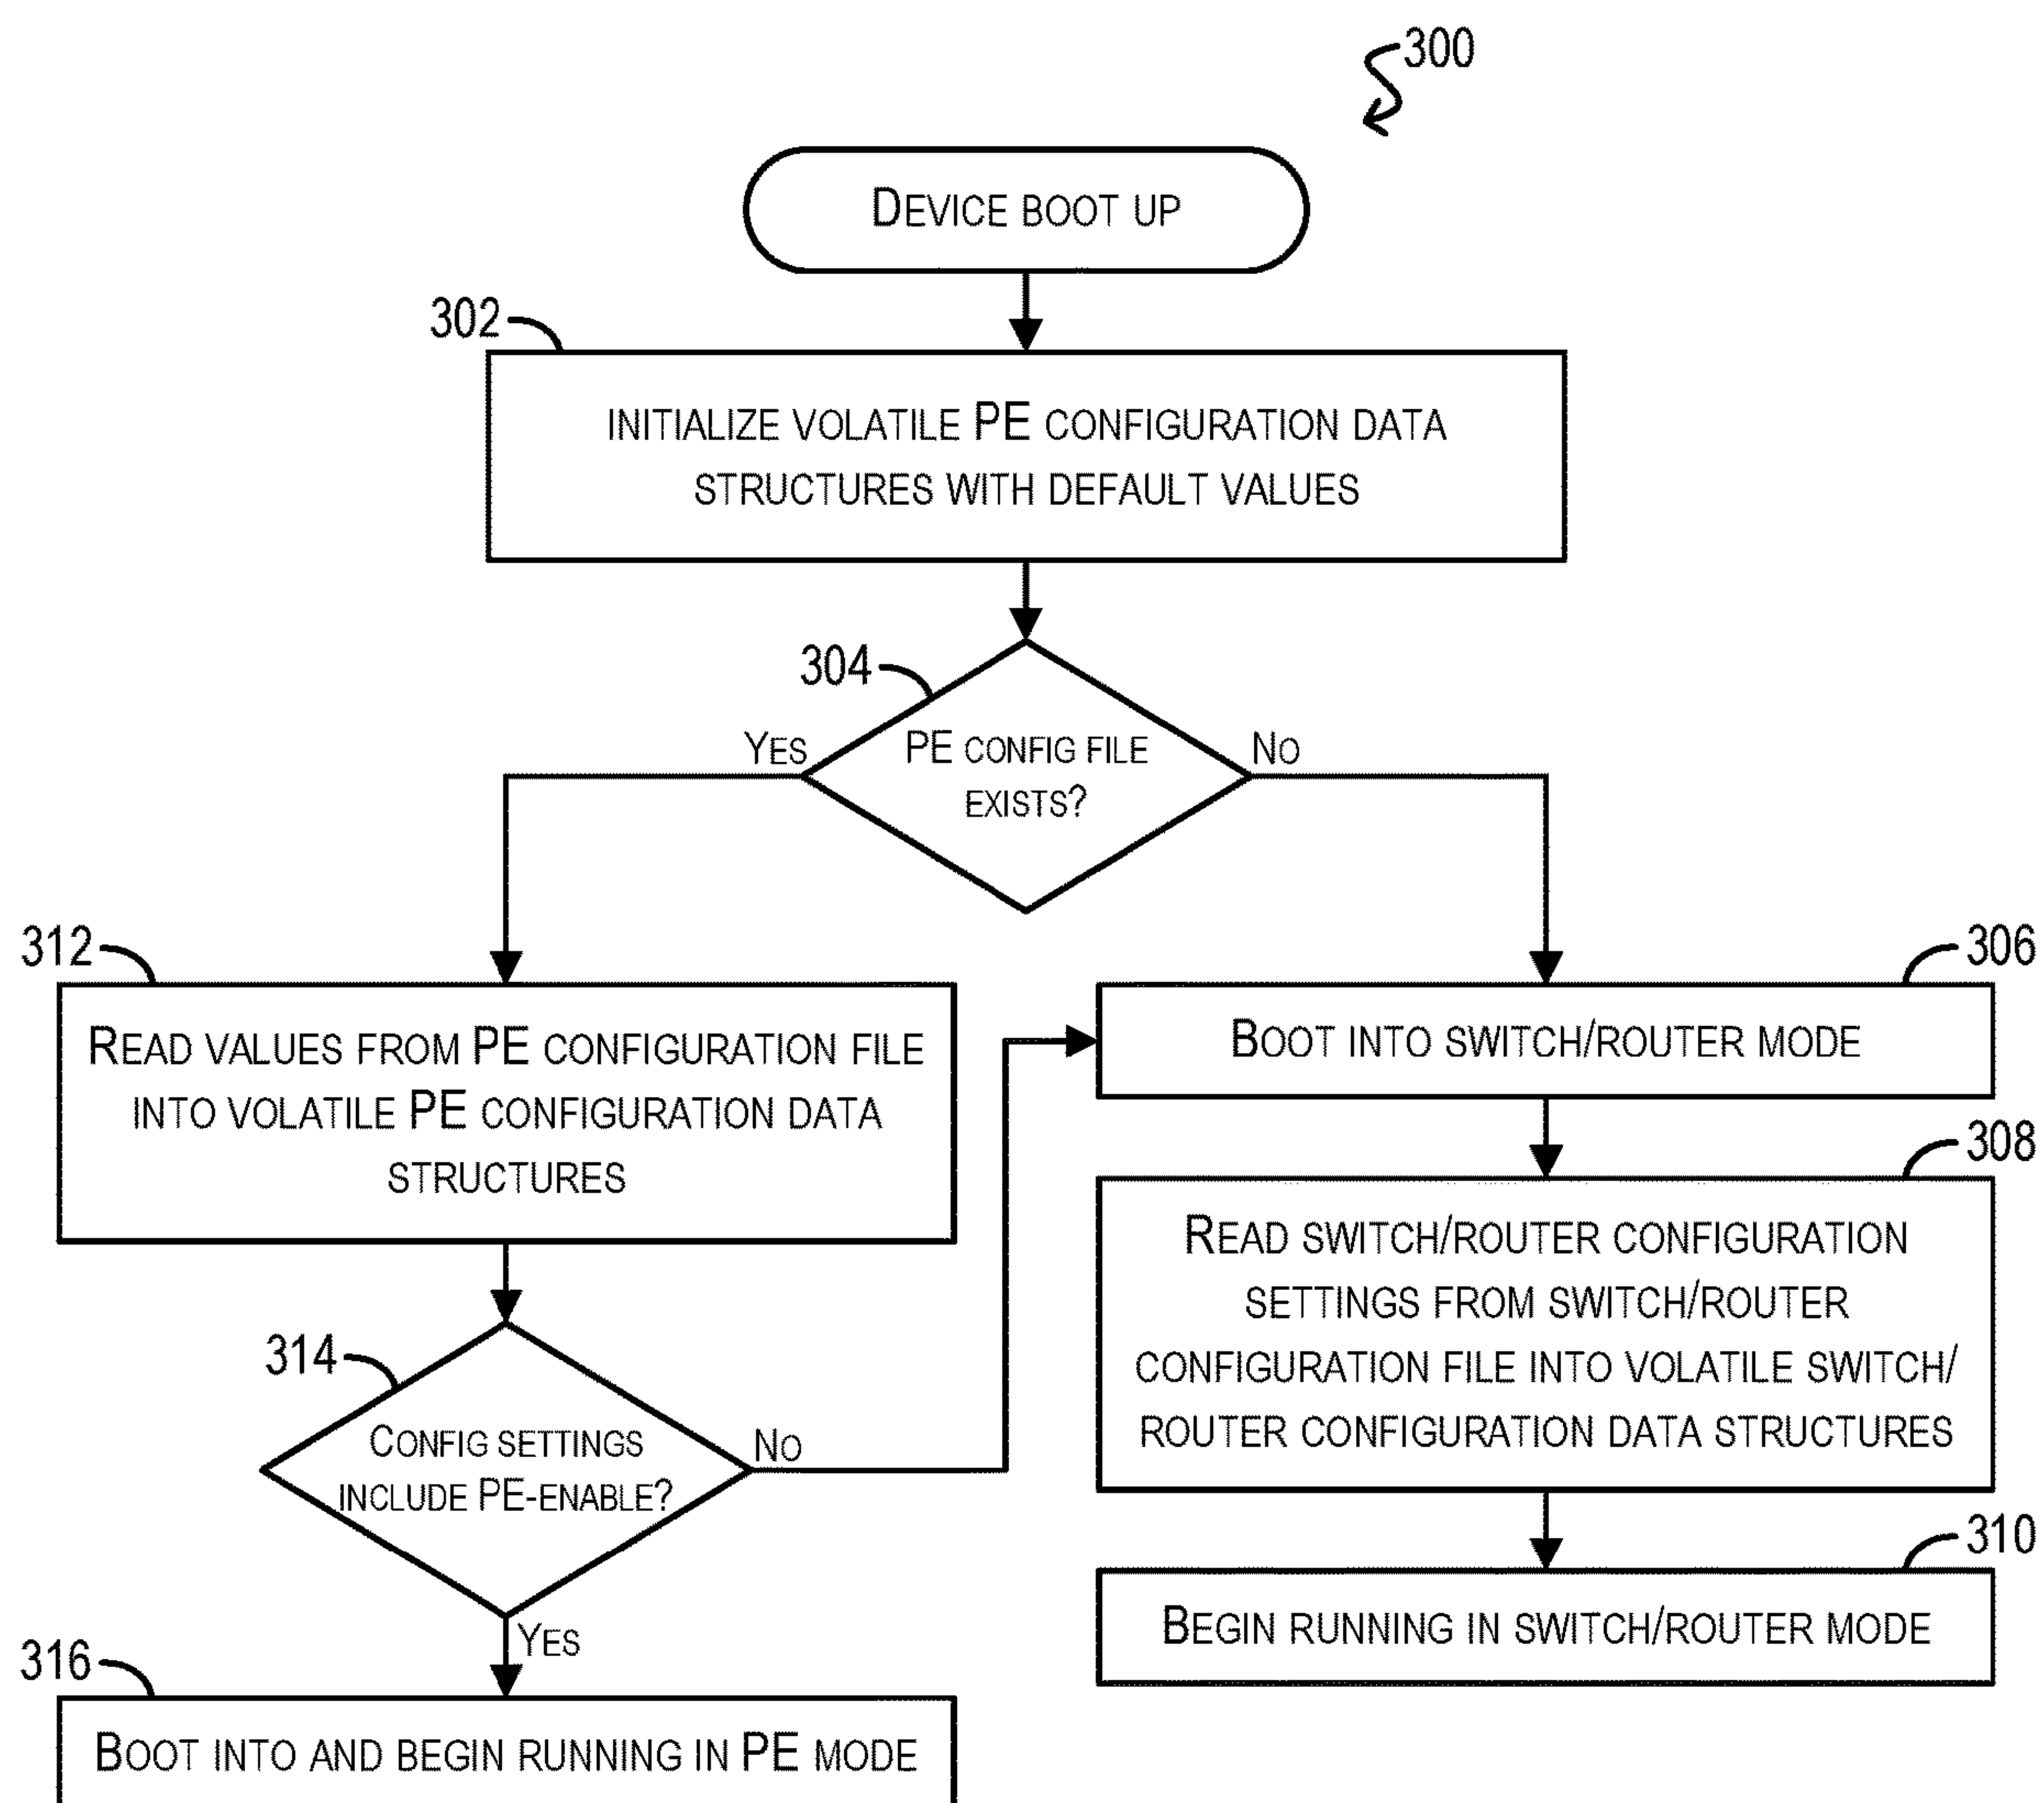 300
DEVICE BOOT UP
302
INITIALIZE VOLATILE PE CONFIGURATION DATA
STRUCTURES WITH DEFAULT VALUES
304
YES
PE CONFIG FILE
EXISTS?
NO
312
READ VALUES FROM PE CONFIGURATION FILE
INTO VOLATILE PE CONFIGURATION DATA
STRUCTURES
306
BOOT INTO SWITCH/ROUTER MODE
308
READ SWITCH/ROUTER CONFIGURATION
SETTINGS FROM SWITCH/ROUTER
CONFIGURATION FILE INTO VOLATILE SWITCH/
ROUTER CONFIGURATION DATA STRUCTURES
314
CONFIG SETTINGS
INCLUDE PE-ENABLE?
NO
YES
310
BEGIN RUNNING IN SWITCH/ROUTER MODE
316
BOOT INTO AND BEGIN RUNNING IN PE MODE